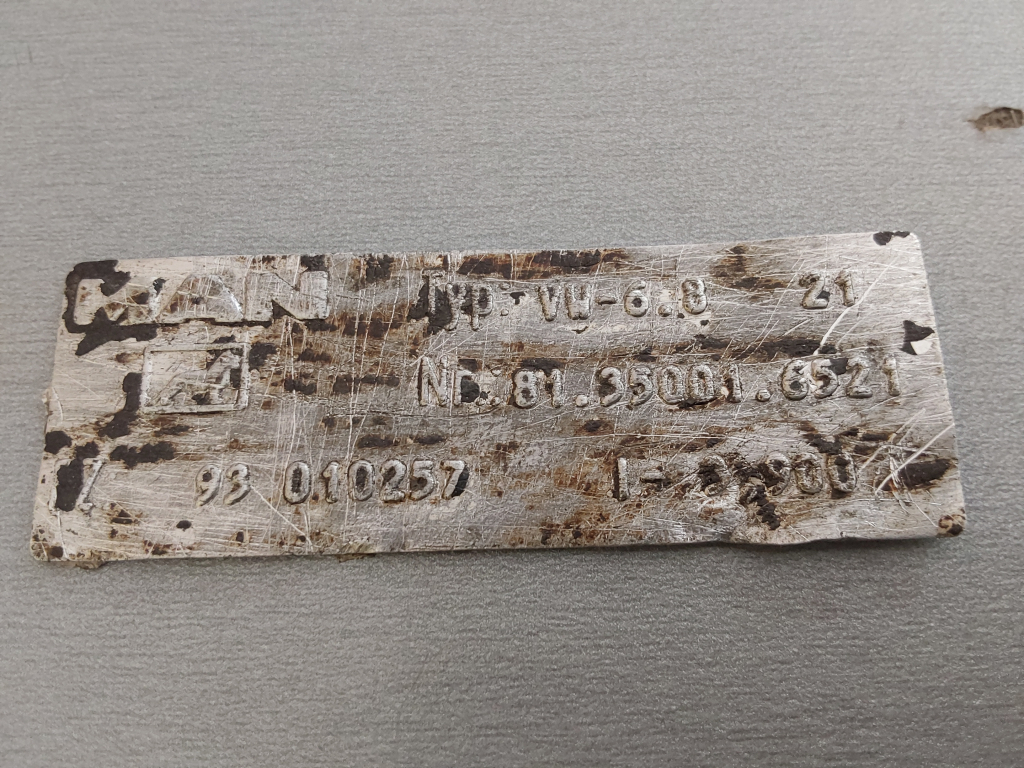 MAN Typ. VW-6.8 21
Nr.:81.35001.6521
93 010257 I=